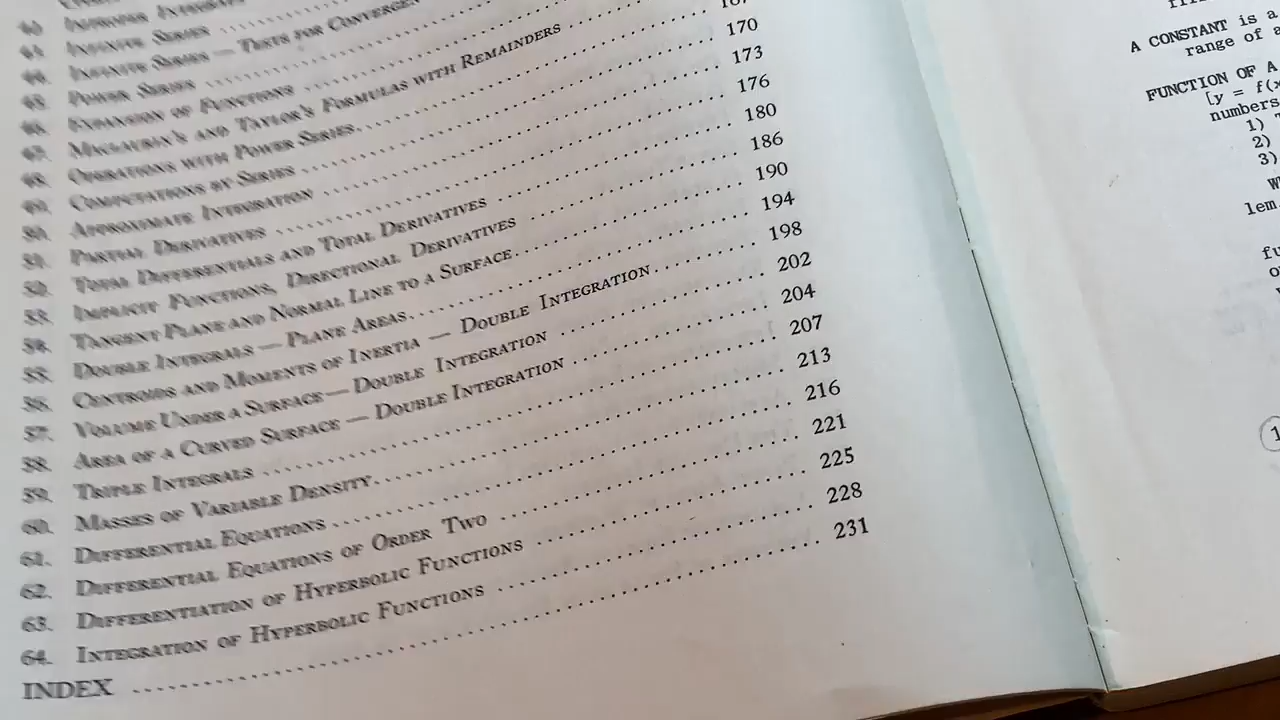 Infinite Series
44. Infinite Series — Tests for Convergen
45. Power Series
46. Expansion of Functions
47. Maclaurin's and Taylor's Formulas with Remainders
48. Operations with Power Series
49. Computations by Series 170
50. Approximate Integration 173
51. Partial Derivatives 176
52. Total Differentials and Total Derivatives 180
53. Implicit Functions, Directional Derivatives 186
54. Tangent Plane and Normal Line to a Surface 190
55. Double Integrals — Plane Areas 194
56. Centroids and Moments of Inertia — Double Integration 198
57. Volume Under a Surface — Double Integration 202
58. Area of a Curved Surface — Double Integration 204
59. Triple Integrals 207
60. Masses of Variable Density 213
61. Differential Equations 216
62. Differential Equations of Order Two 221
63. Differentiation of Hyperbolic Functions 225
64. Integration of Hyperbolic Functions 228
INDEX 231
A CONSTANT is a
range of a
FUNCTION OF A
[y = f(x
numbers
1)
2)
3)
lem